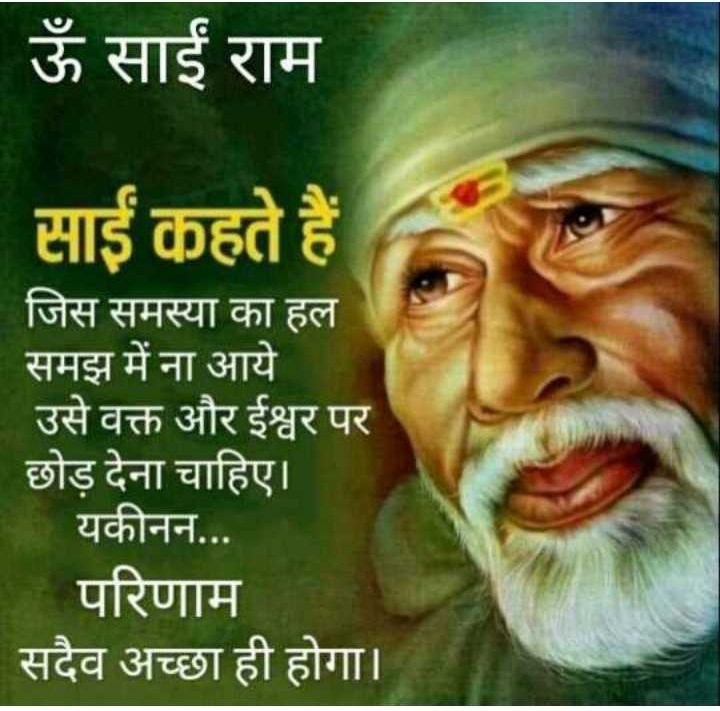 ऊँ साईं राम
साईं कहते हैं
जिस समस्या का हल
समझ में ना आये
उसे वक्त और ईश्वर पर
छोड़ देना चाहिए।
यकीनन...
परिणाम
सदैव अच्छा ही होगा।